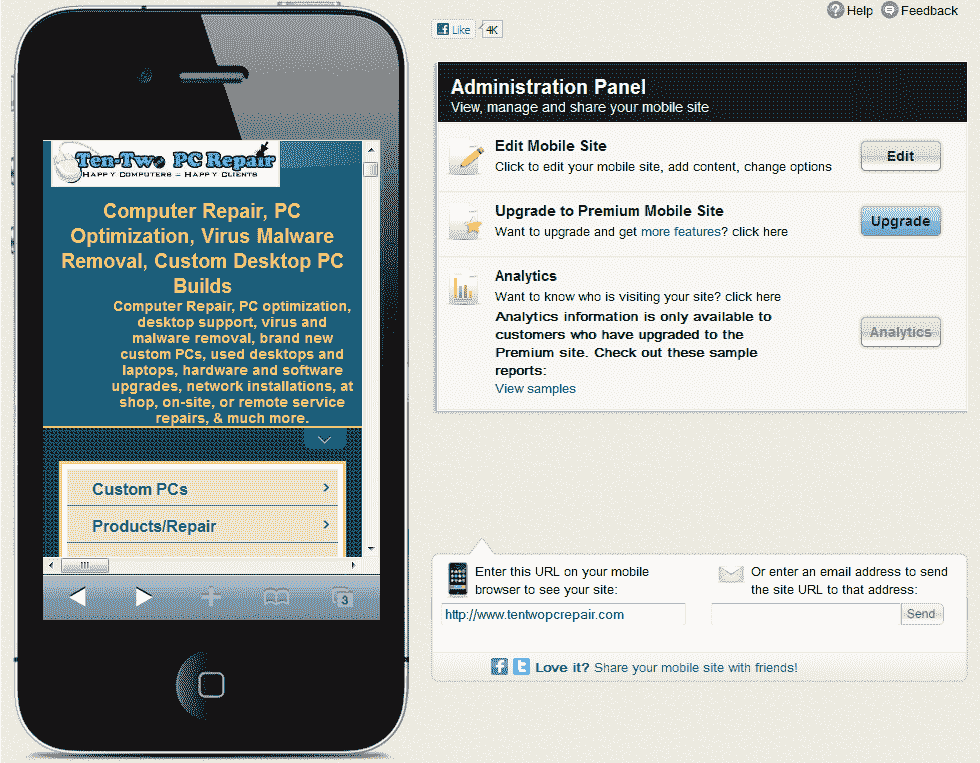 Help Feedback
Like 4K
Ten-Two PC Repair
Happy Computers = Happy Clients
Computer Repair, PC
Optimization, Virus Malware
Removal, Custom Desktop PC
Builds
Computer Repair, PC optimization,
desktop support, virus and
malware removal, brand new
custom PCs, used desktops and
laptops, hardware and software
upgrades, network installations, at
shop, on-site, or remote service
repairs, & much more.
Custom PCs
Products/Repair
3
Administration Panel
View, manage and share your mobile site
Edit Mobile Site
Click to edit your mobile site, add content, change options
Edit
Upgrade to Premium Mobile Site
Want to upgrade and get more features? click here
Upgrade
Analytics
Want to know who is visiting your site? click here
Analytics information is only available to
customers who have upgraded to the
Premium site. Check out these sample
reports:
View samples
Analytics
Enter this URL on your mobile
browser to see your site:
http://www.tentwopcrepair.com
Or enter an email address to send
the site URL to that address:
Send
Love it? Share your mobile site with friends!